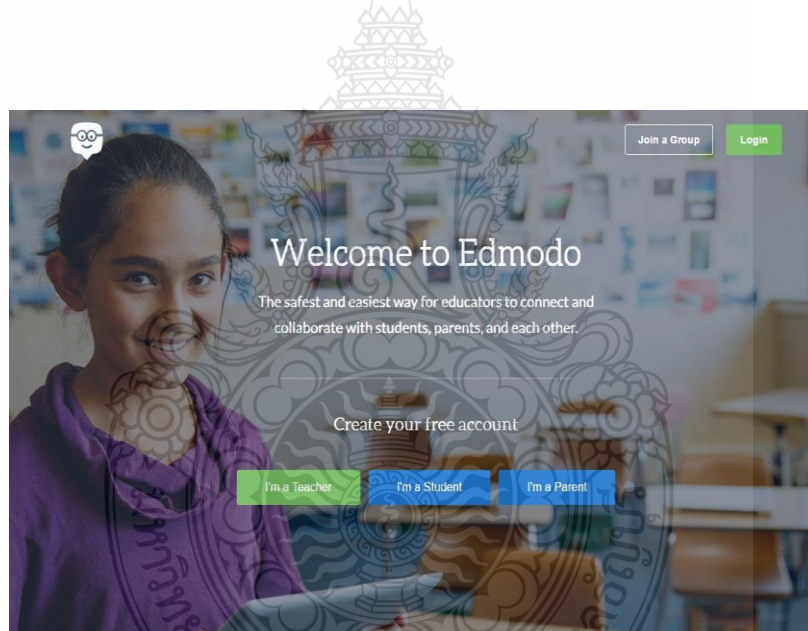 Join a Group
Login
Welcome to Edmodo
The safest and easiest way for educators to connect and
collaborate with students, parents, and each other.
Create your free account
I'm a Teacher
I'm a Student
I'm a Parent